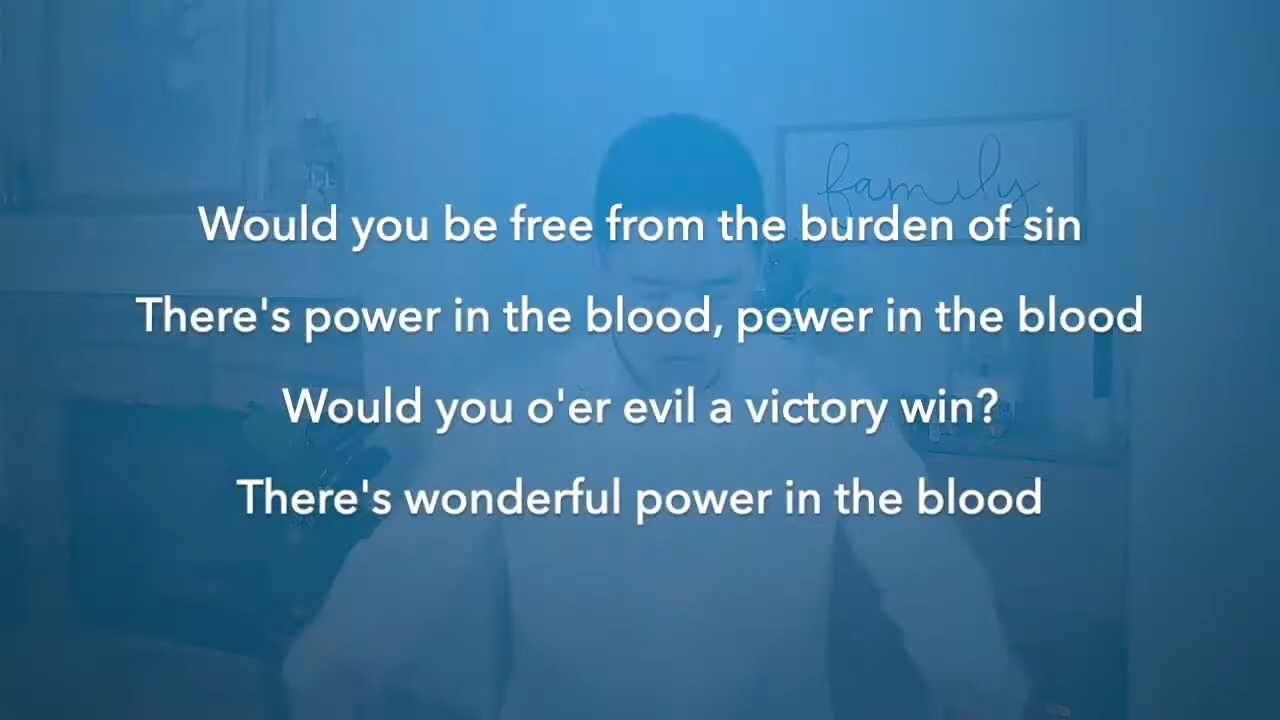 family
Would you be free from the burden of sin
There's power in the blood, power in the blood
Would you o'er evil a victory win?
There's wonderful power in the blood